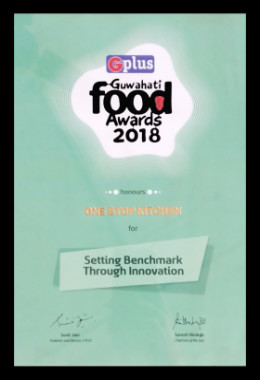 Gplus
Guwahati
food
Awards
2018
honours
ONE STOP KITCHEN
for
Setting Benchmark
Through Innovation